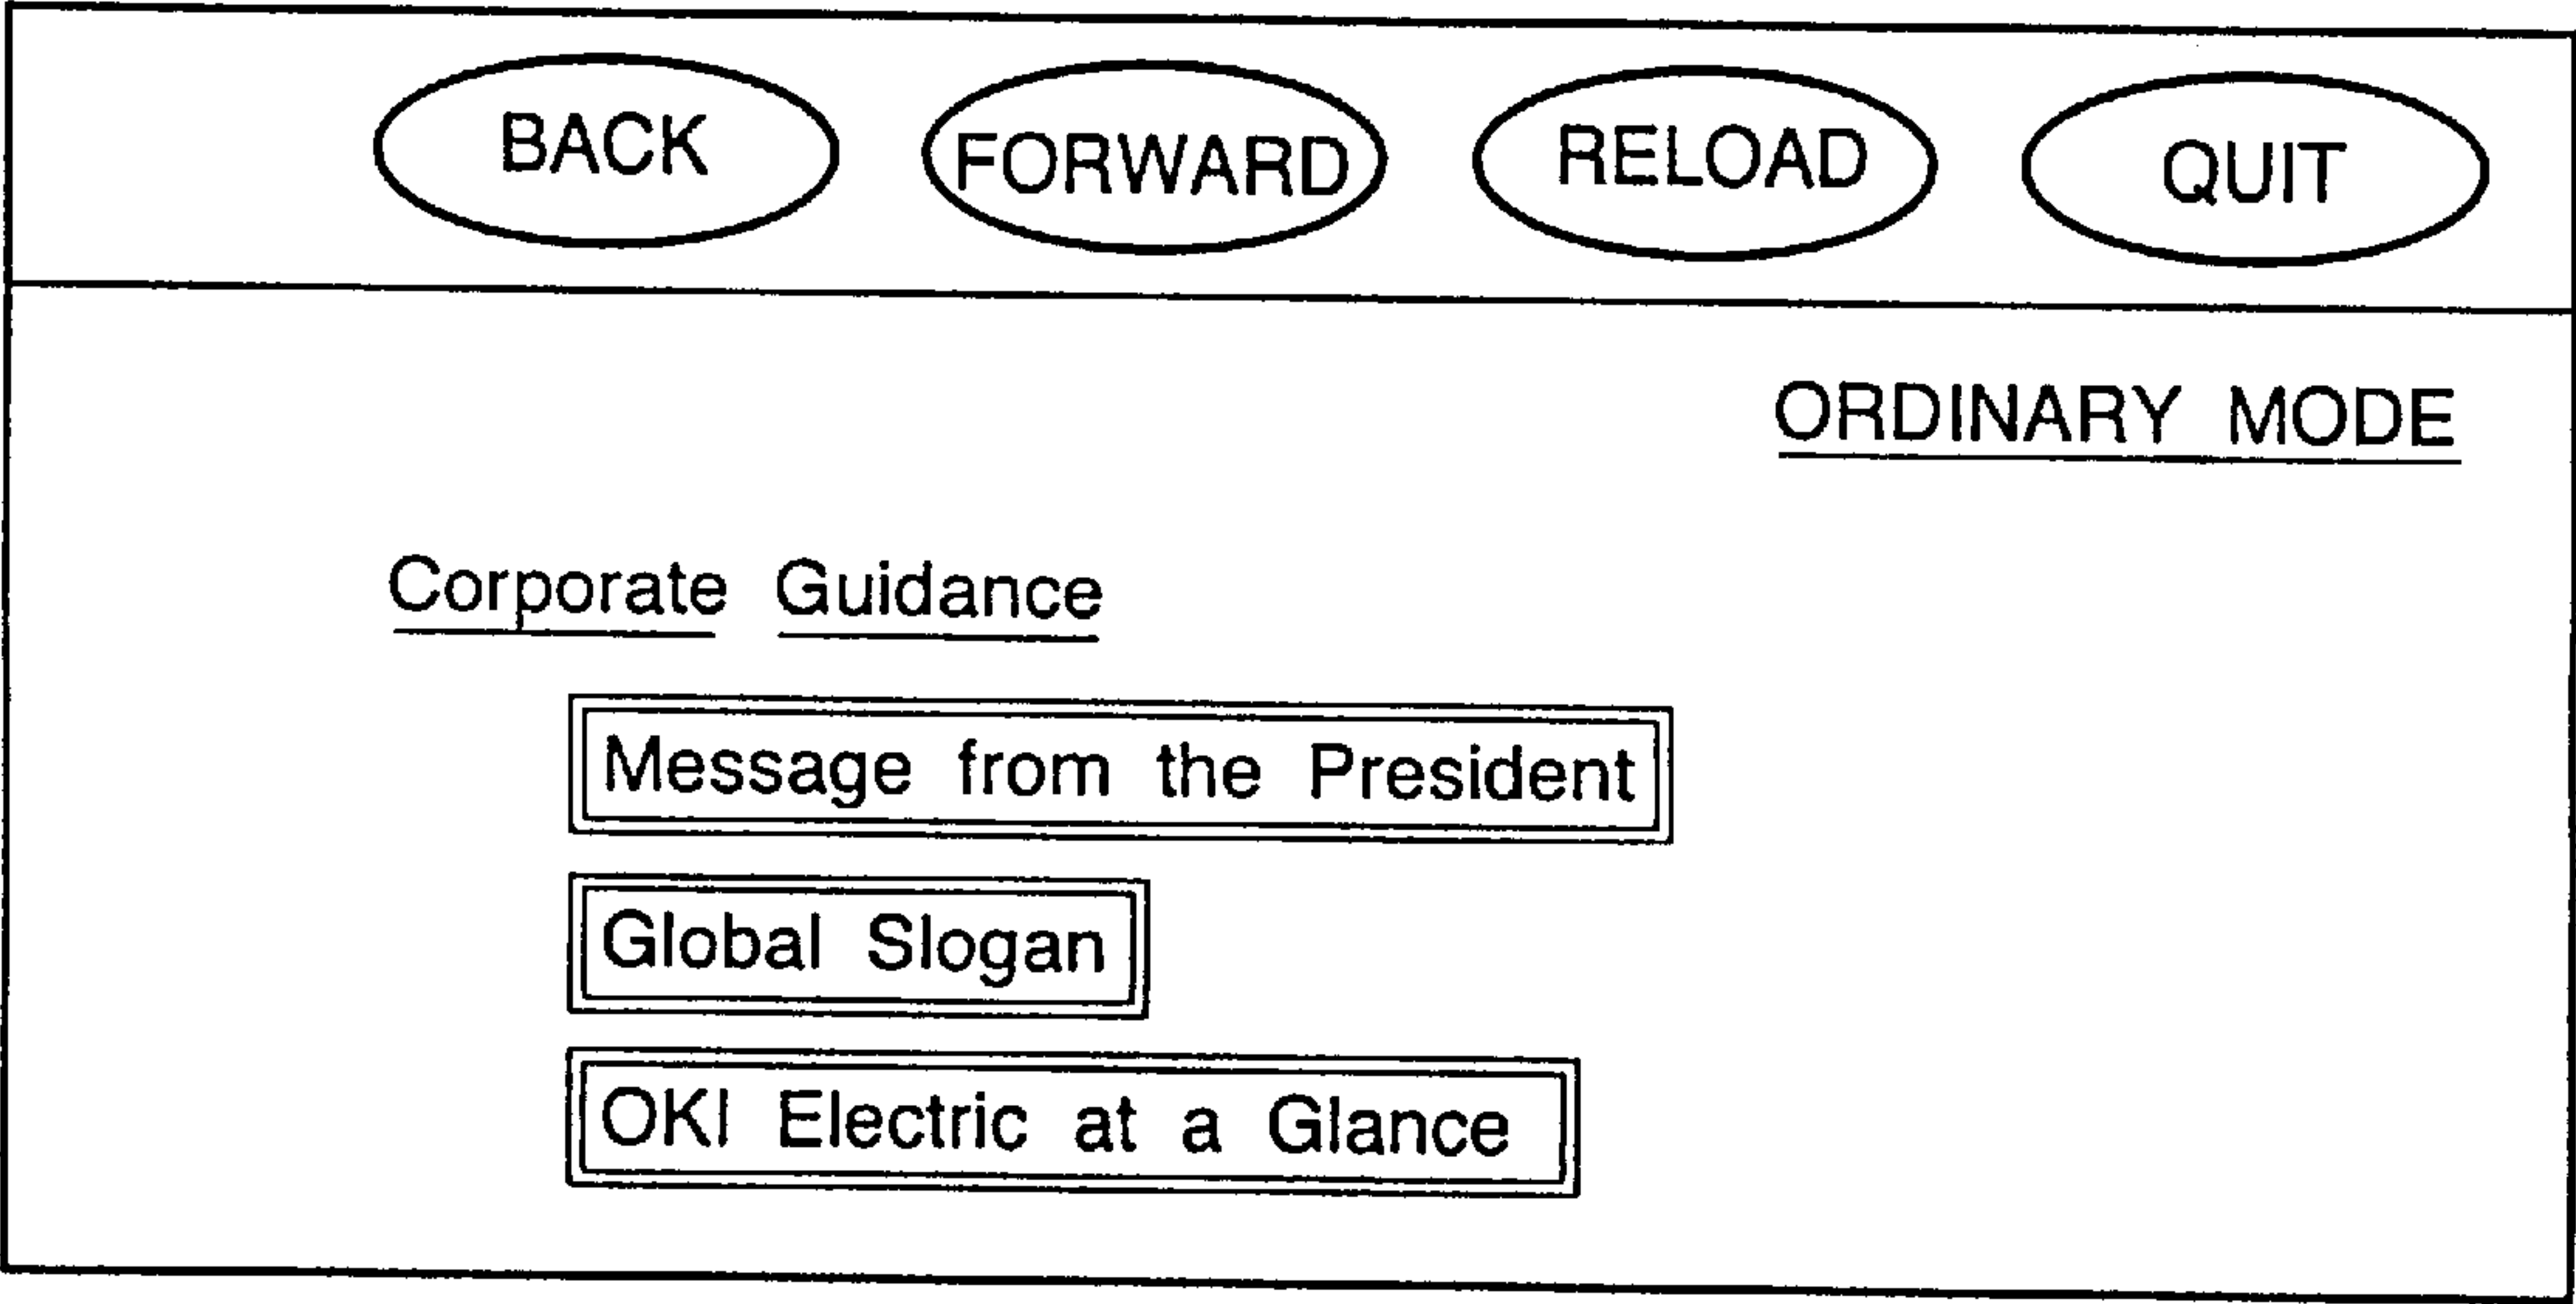 BACK FORWARD RELOAD QUIT
ORDINARY MODE
Corporate Guidance
Message from the President
Global Slogan
OKI Electric at a Glance